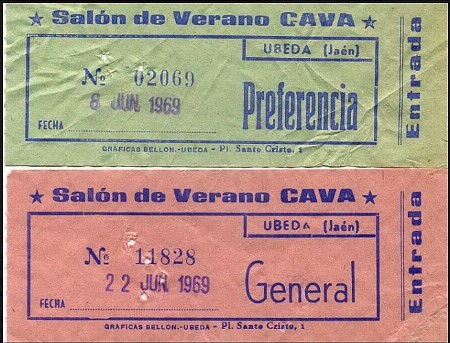 ★ Salón de Verano CAVA ★
UBEDA (Jaén)
Nº 02069
8 JUN. 1969
Preferencia
FECHA
GRÁFICAS BELLON.-UBEDA - Pl. Santo Cristo, 1
Entrada
★ Salón de Verano CAVA ★
UBEDA (Jaén)
Nº 11828
22 JUN. 1969
General
FECHA
GRAFICAS BELLON.-UBEDA - Pl. Santo Cristo, 1
Entrada